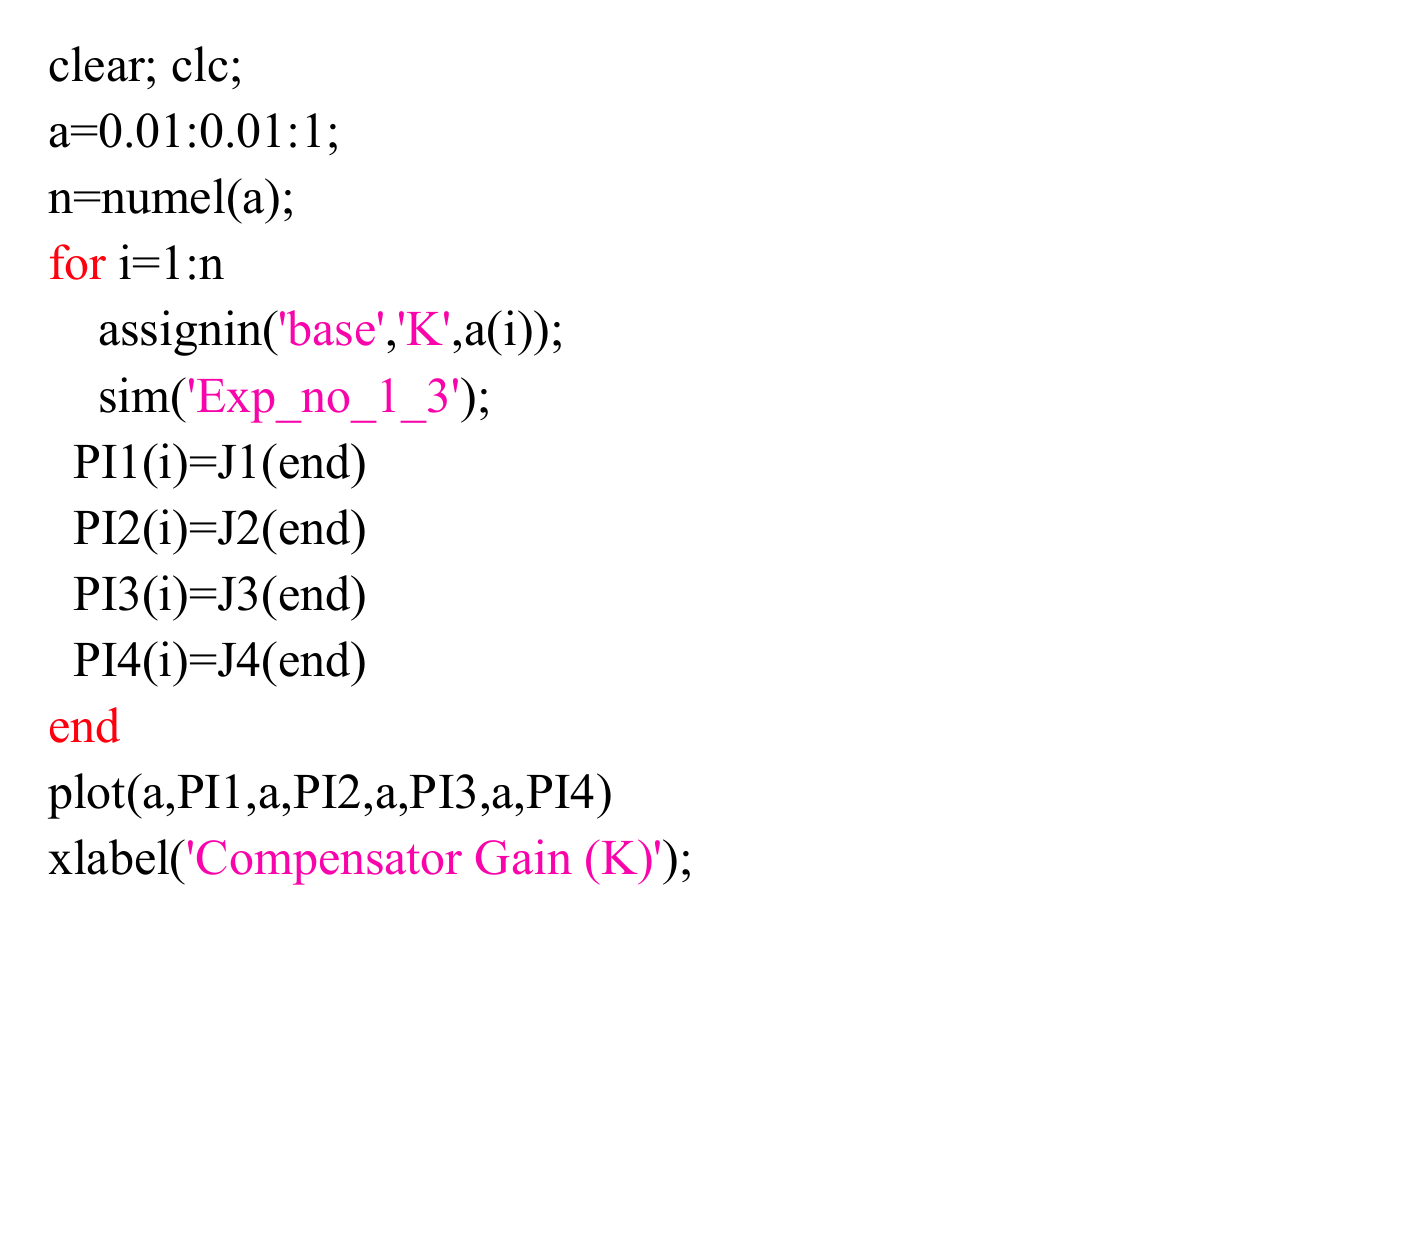 clear; clc;
a=0.01:0.01:1;
n=numel(a);
for i=1:n
    assignin('base','K',a(i));
    sim('Exp_no_1_3');
  PI1(i)=J1(end)
  PI2(i)=J2(end)
  PI3(i)=J3(end)
  PI4(i)=J4(end)
end
plot(a,PI1,a,PI2,a,PI3,a,PI4)
xlabel('Compensator Gain (K)');